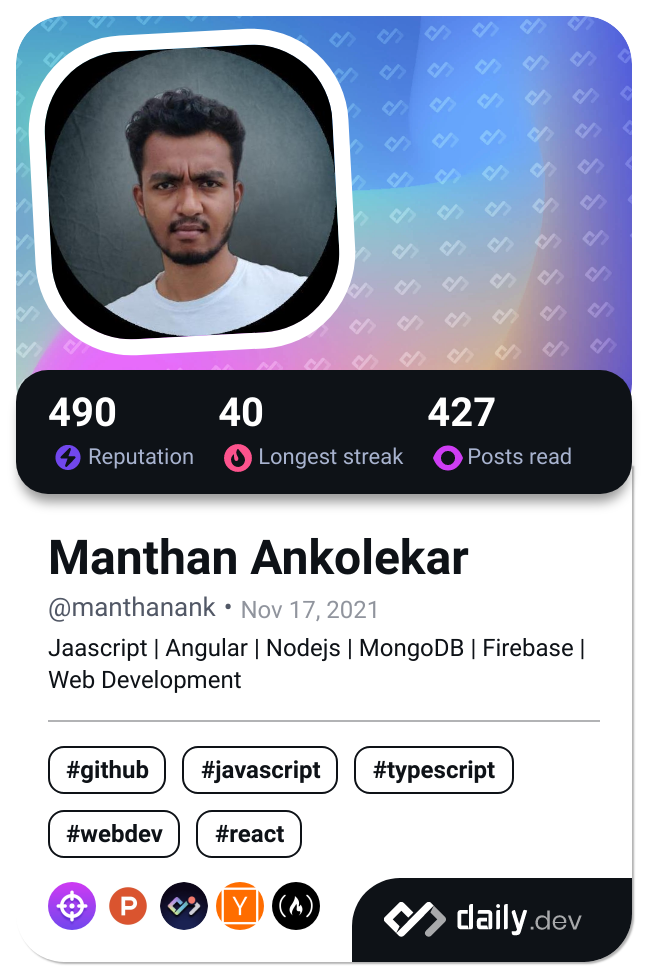 490 40 427
Reputation Longest streak Posts read
Manthan Ankolekar
@manthanank • Nov 17, 2021
Jaascript | Angular | Nodejs | MongoDB | Firebase |
Web Development
#github #javascript #typescript
#webdev #react
P Y daily.dev